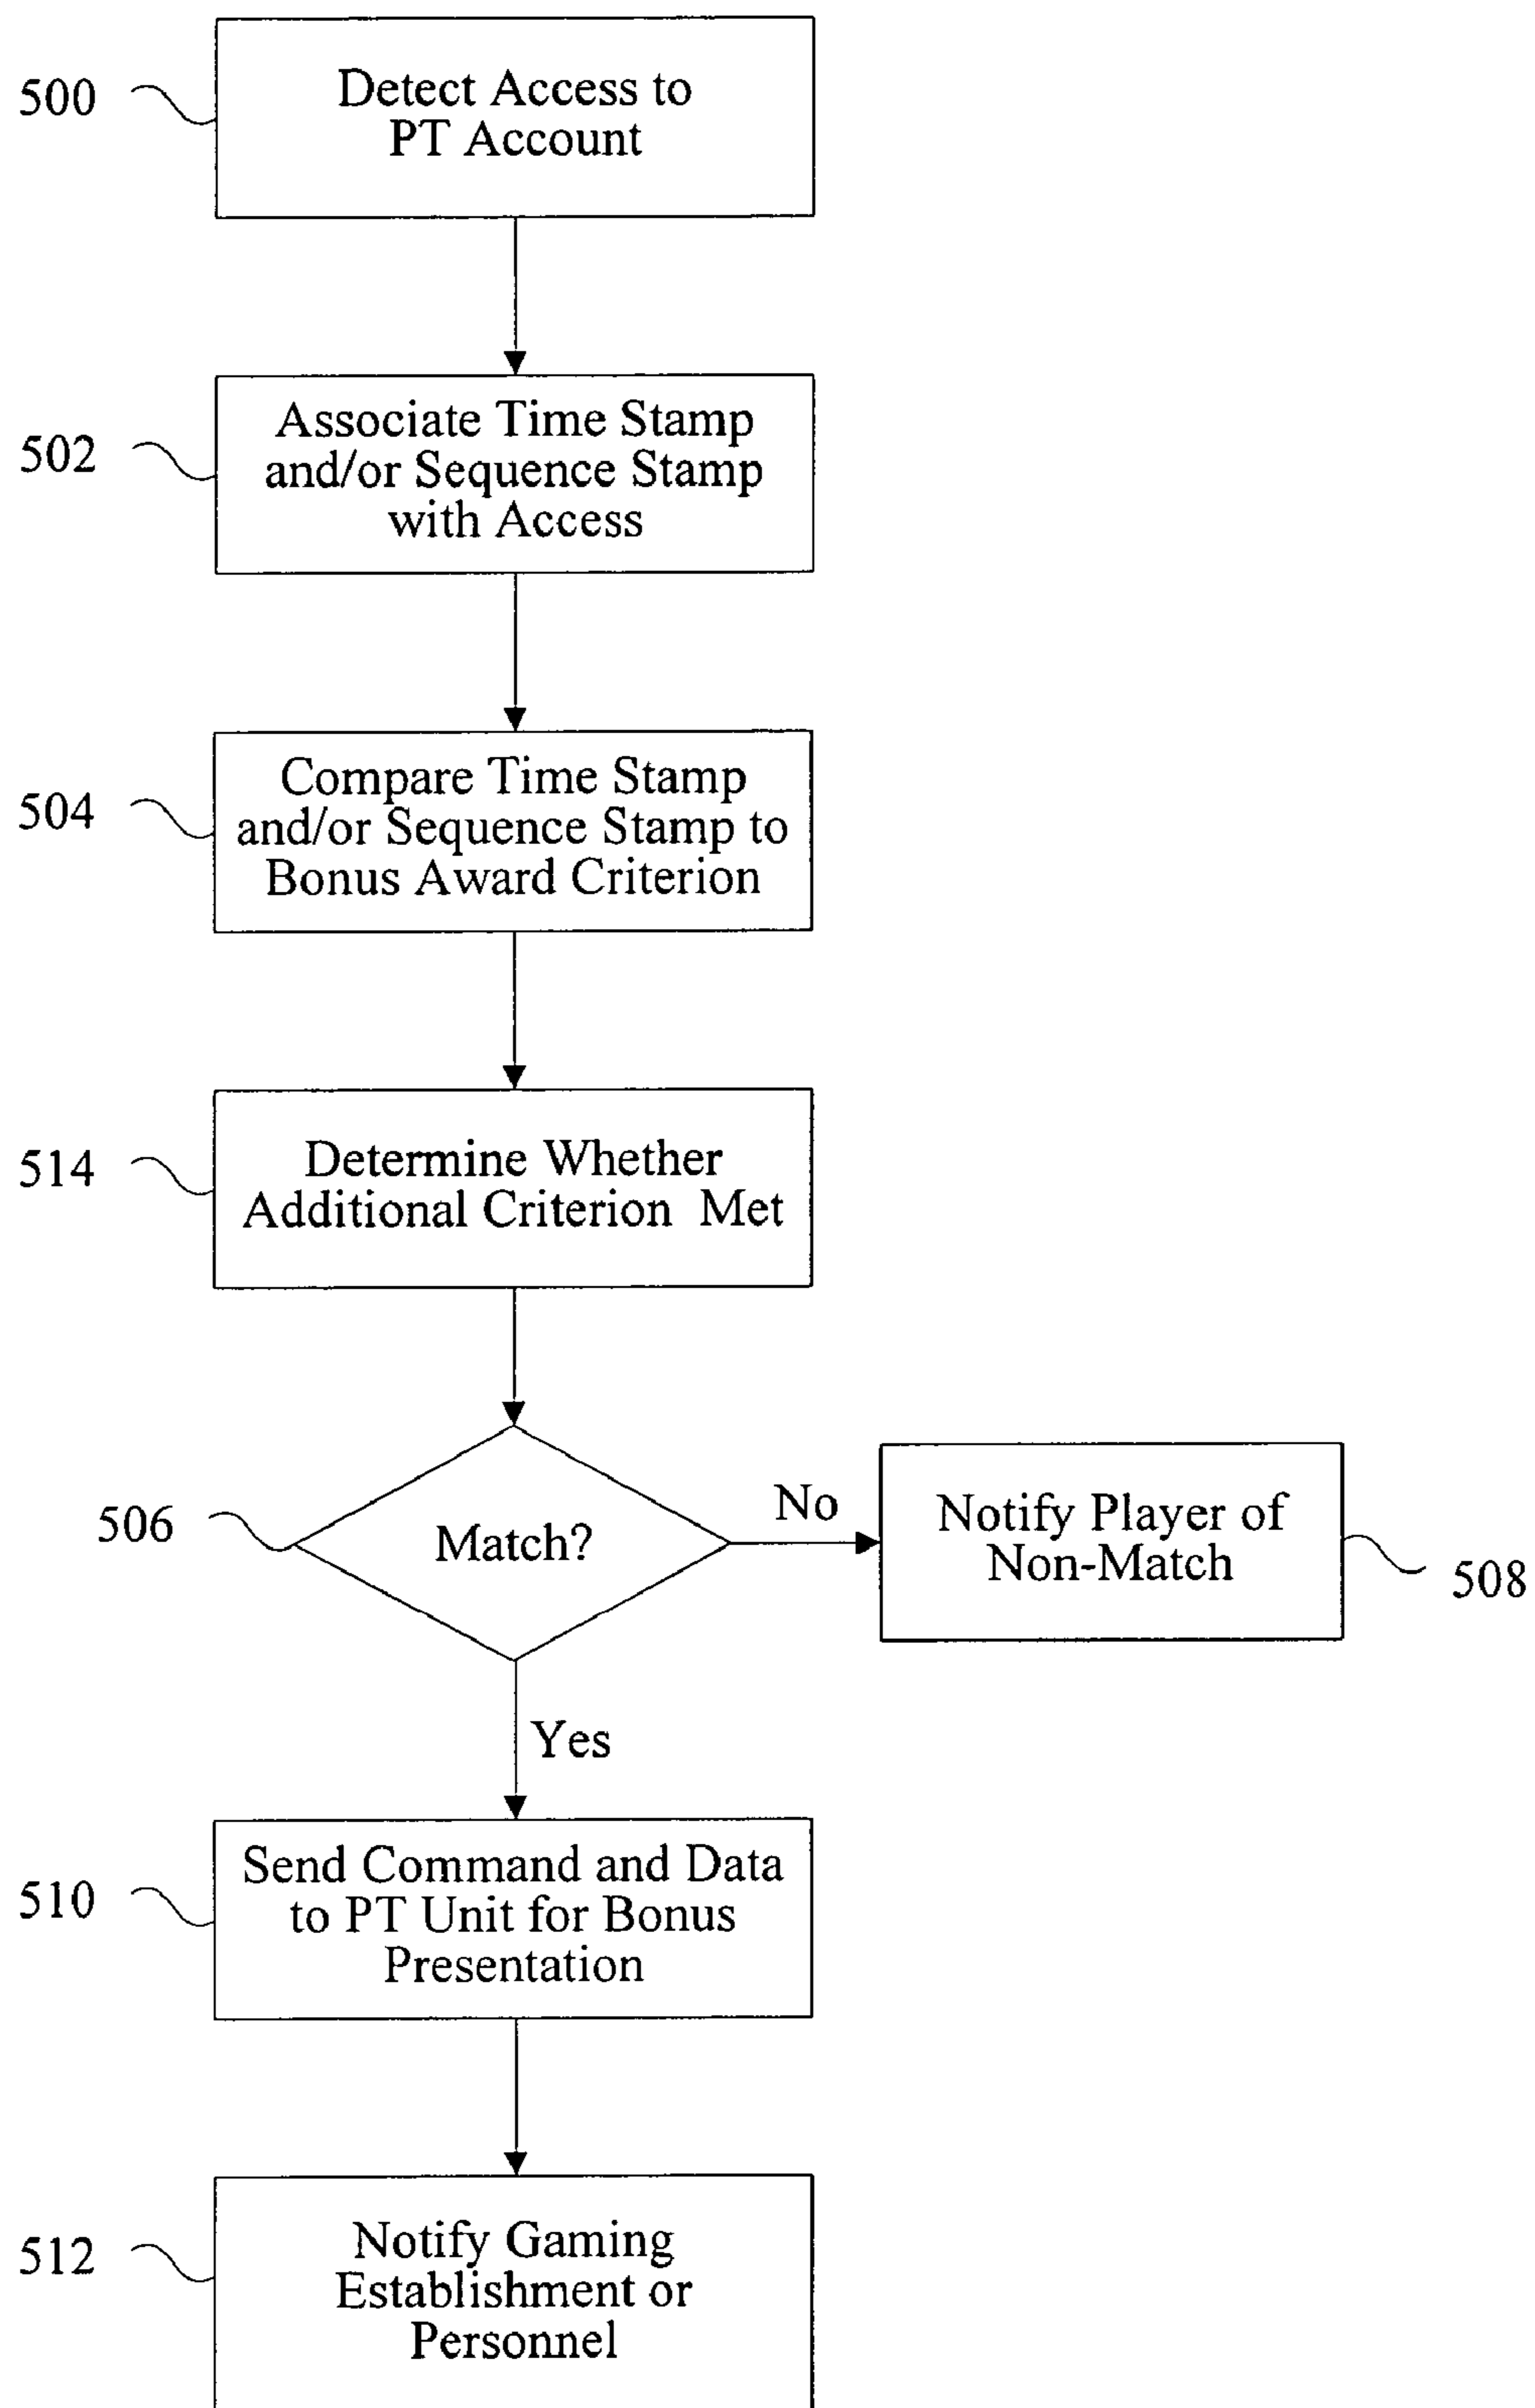 500
Detect Access to
PT Account
502
Associate Time Stamp
and/or Sequence Stamp
with Access
504
Compare Time Stamp
and/or Sequence Stamp to
Bonus Award Criterion
514
Determine Whether
Additional Criterion Met
506
Match?
No
Notify Player of
Non-Match
508
Yes
510
Send Command and Data
to PT Unit for Bonus
Presentation
512
Notify Gaming
Establishment or
Personnel